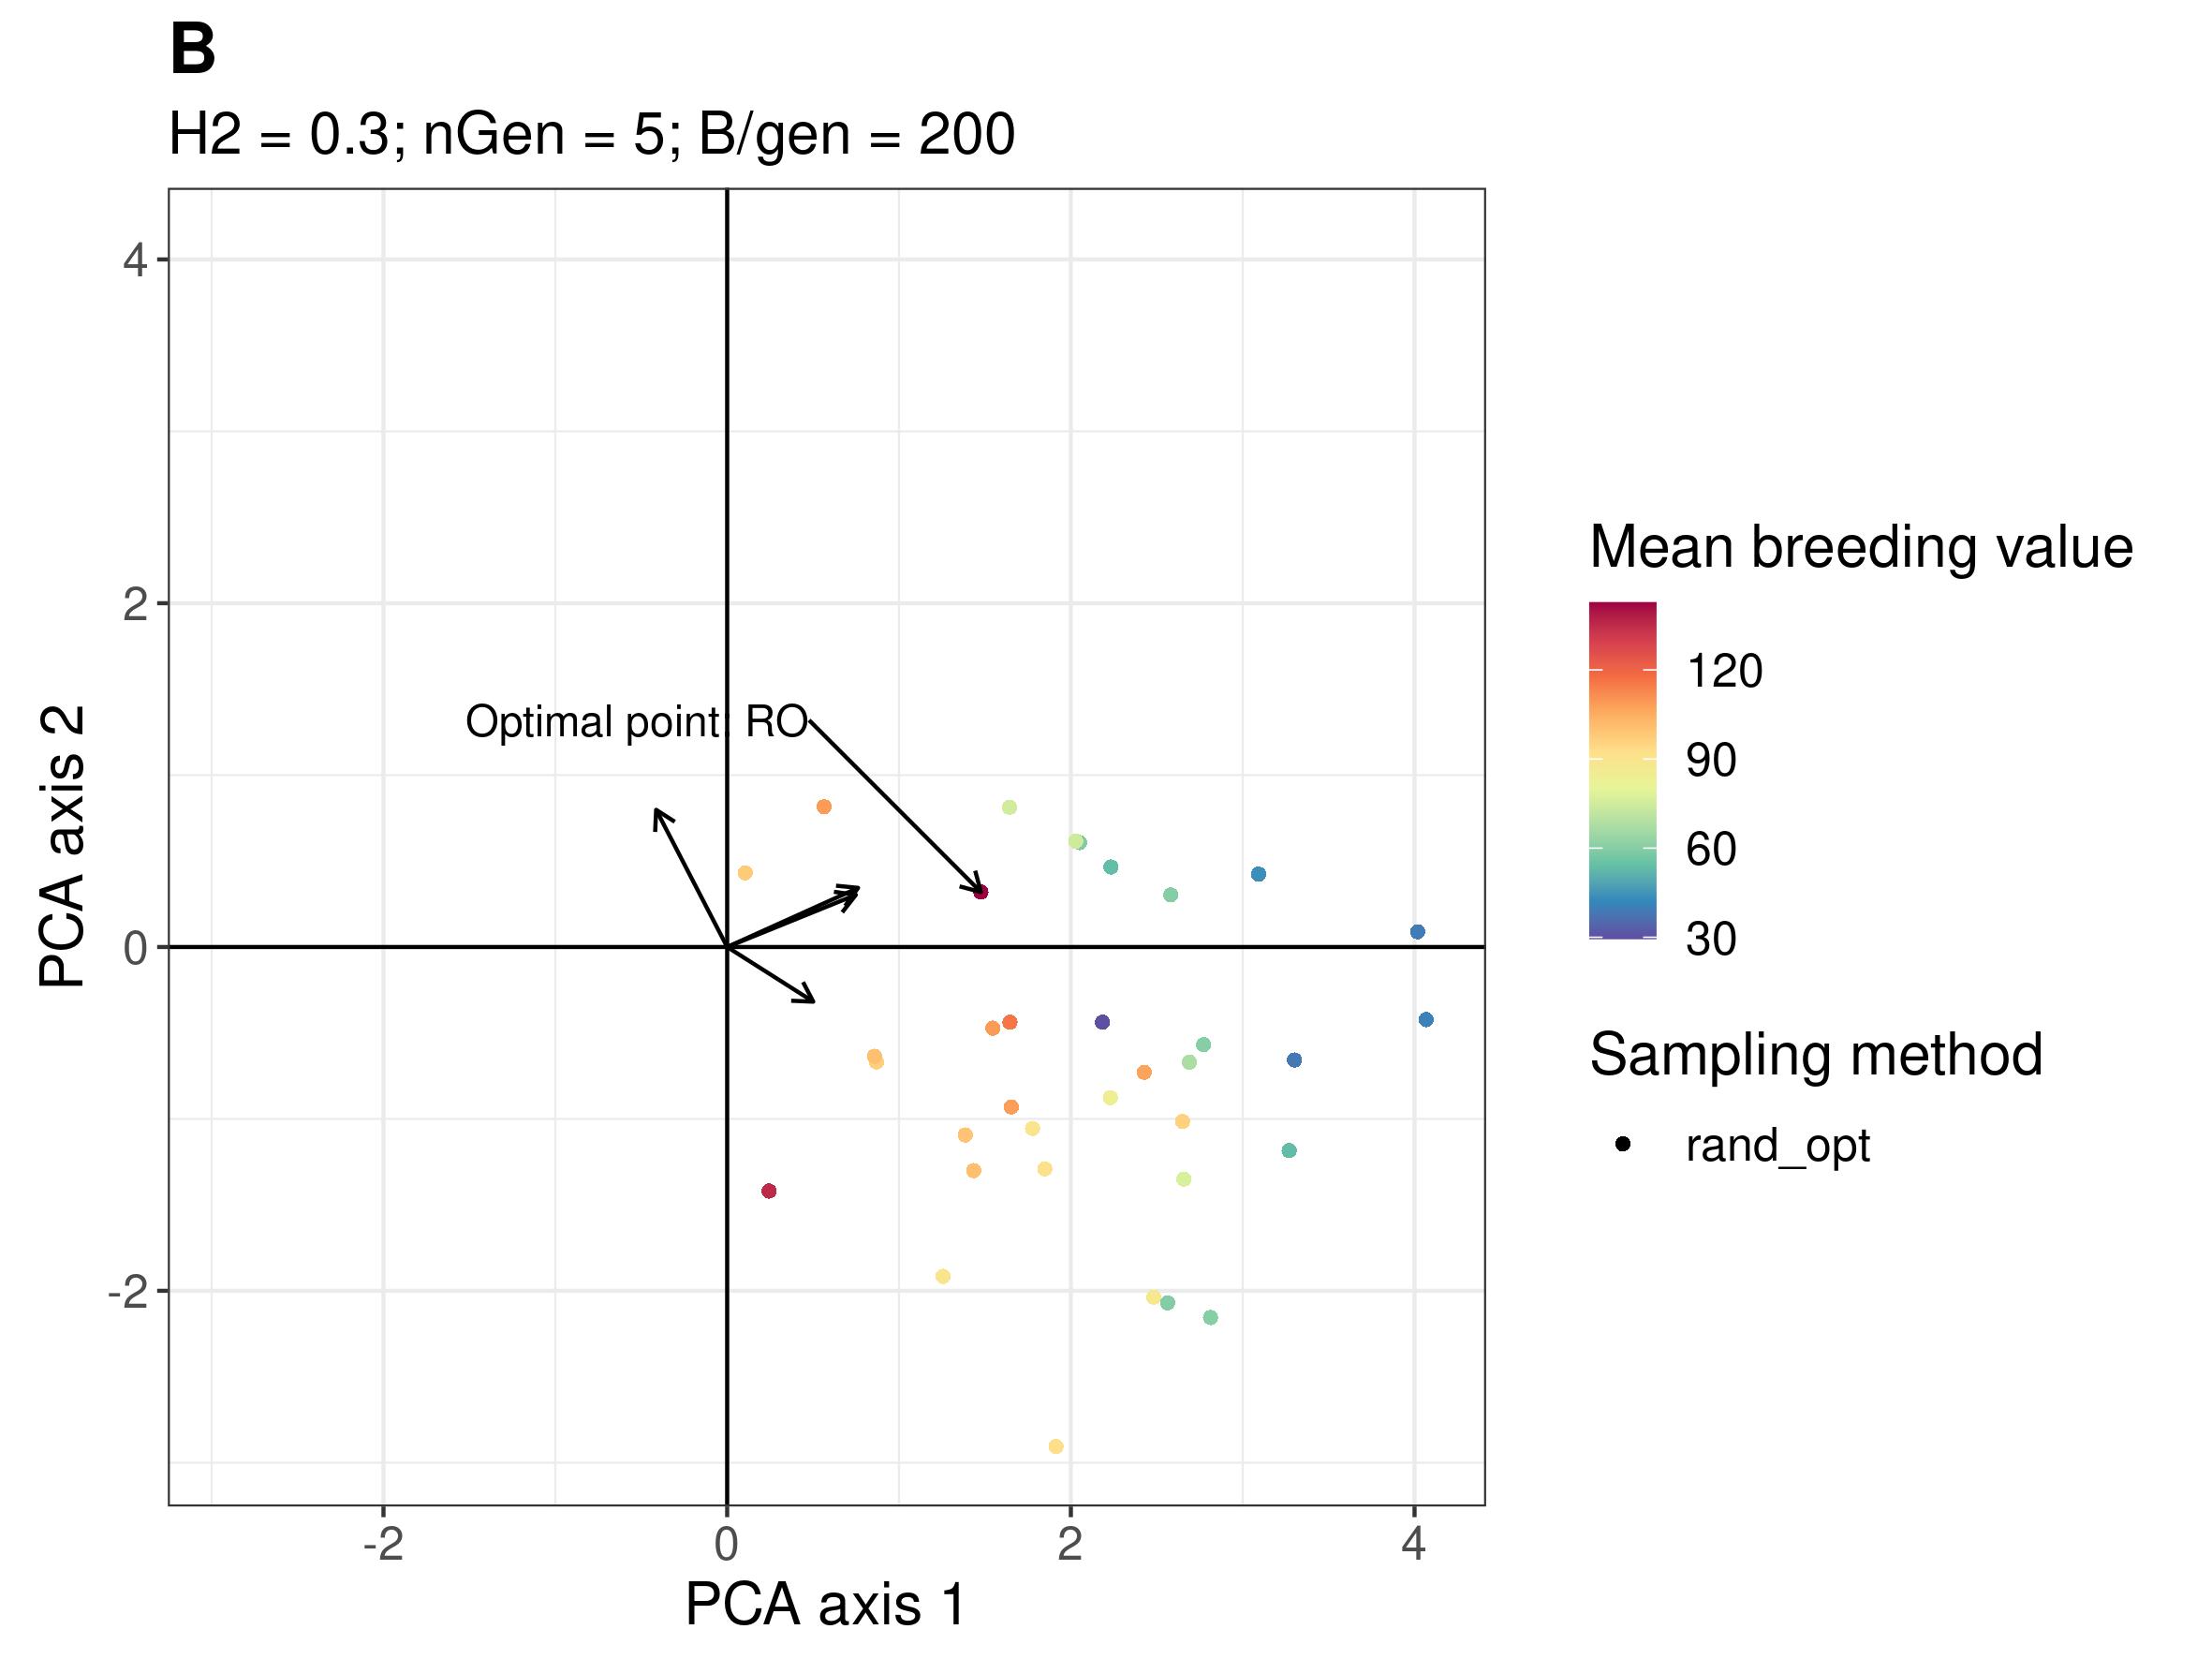 B
H2 = 0.3; nGen = 5; B/gen = 200
4
2
0
-2
PCA axis 2
Optimal point: RO
-2
0
2
4
PCA axis 1
Mean breeding value
120
90
60
30
Sampling method
rand_opt